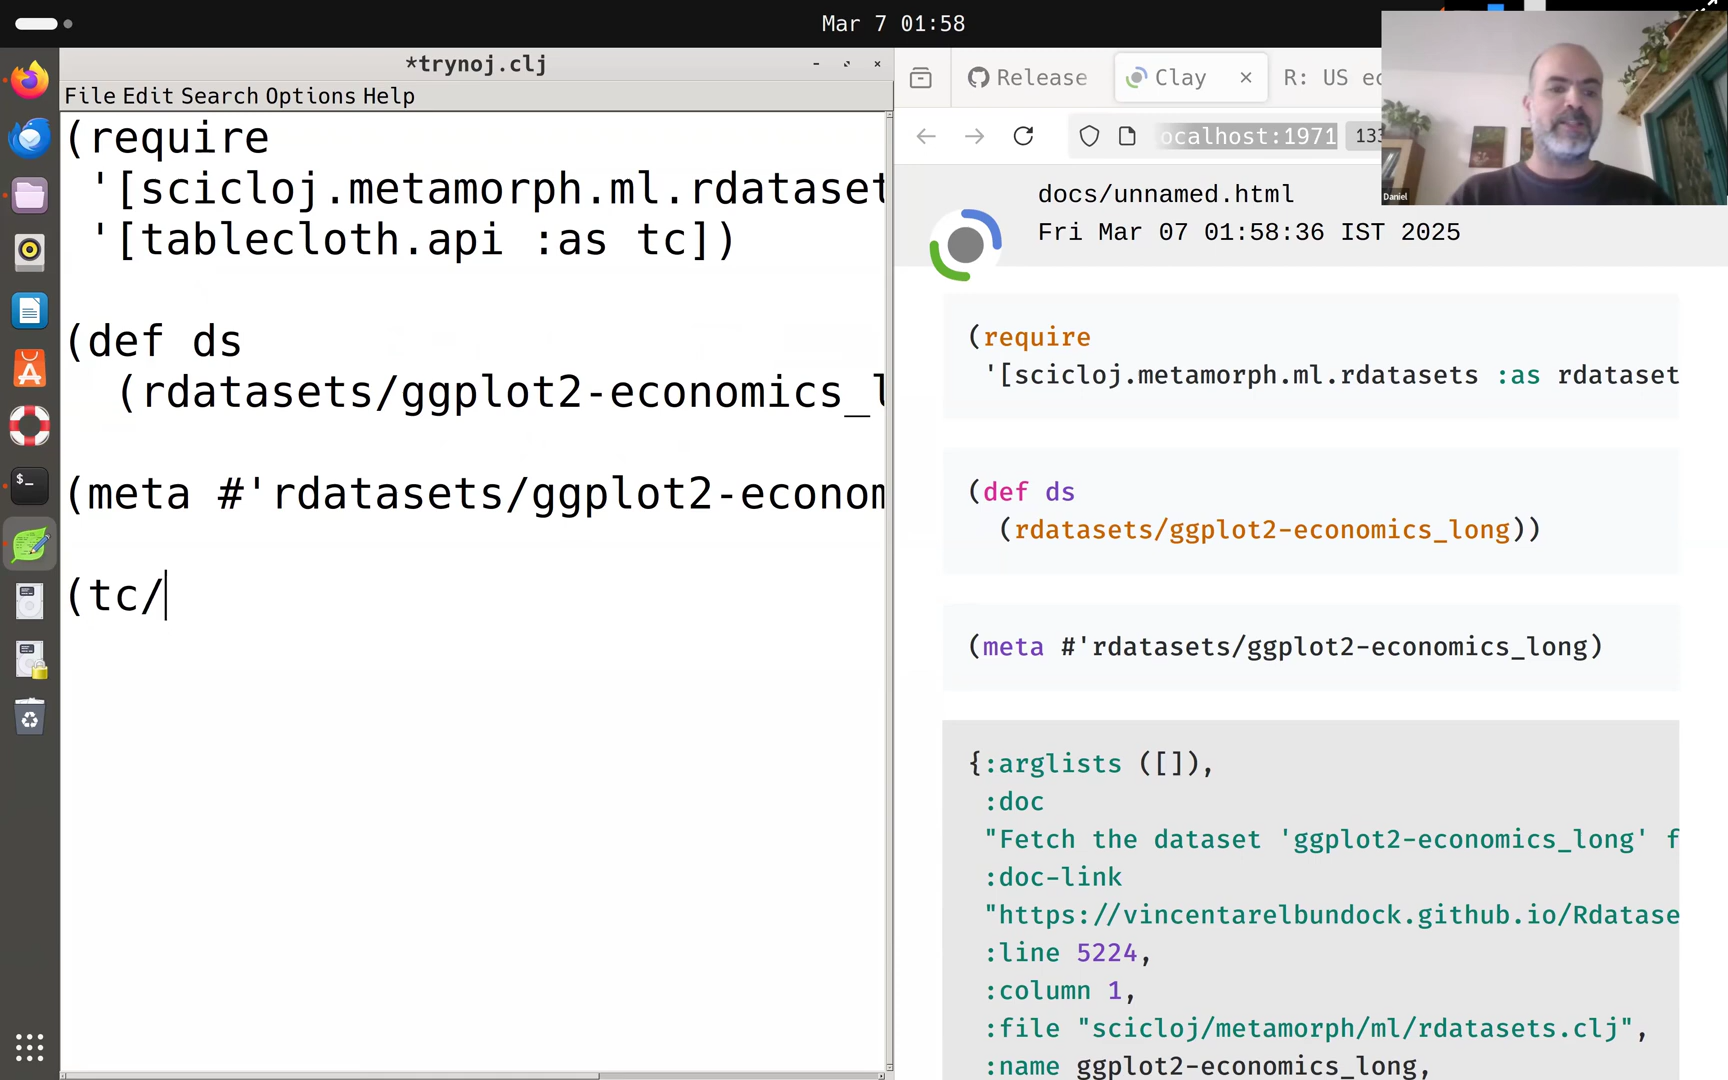 Mar 7 01:58
*trynoj.clj
File Edit Search Options Help
(require
'[scicloj.metamorph.ml.rdataset
'[tablecloth.api :as tc])
(def ds
(rdatasets/ggplot2-economics_l
(meta #'rdatasets/ggplot2-econom
(tc/
Release
Clay
R: US ec
ocalhost:1971
133
docs/unnamed.html
Fri Mar 07 01:58:36 IST 2025
(require
'[scicloj.metamorph.ml.rdatasets :as rdataset
(def ds
(rdatasets/ggplot2-economics_long))
(meta #'rdatasets/ggplot2-economics_long)
{:arglists ([]),
:doc
"Fetch the dataset 'ggplot2-economics_long' f
:doc-link
"https://vincentarelbundock.github.io/Rdatase
:line 5224,
:column 1,
:file "scicloj/metamorph/ml/rdatasets.clj",
:name ggplot2-economics_long,
Daniel